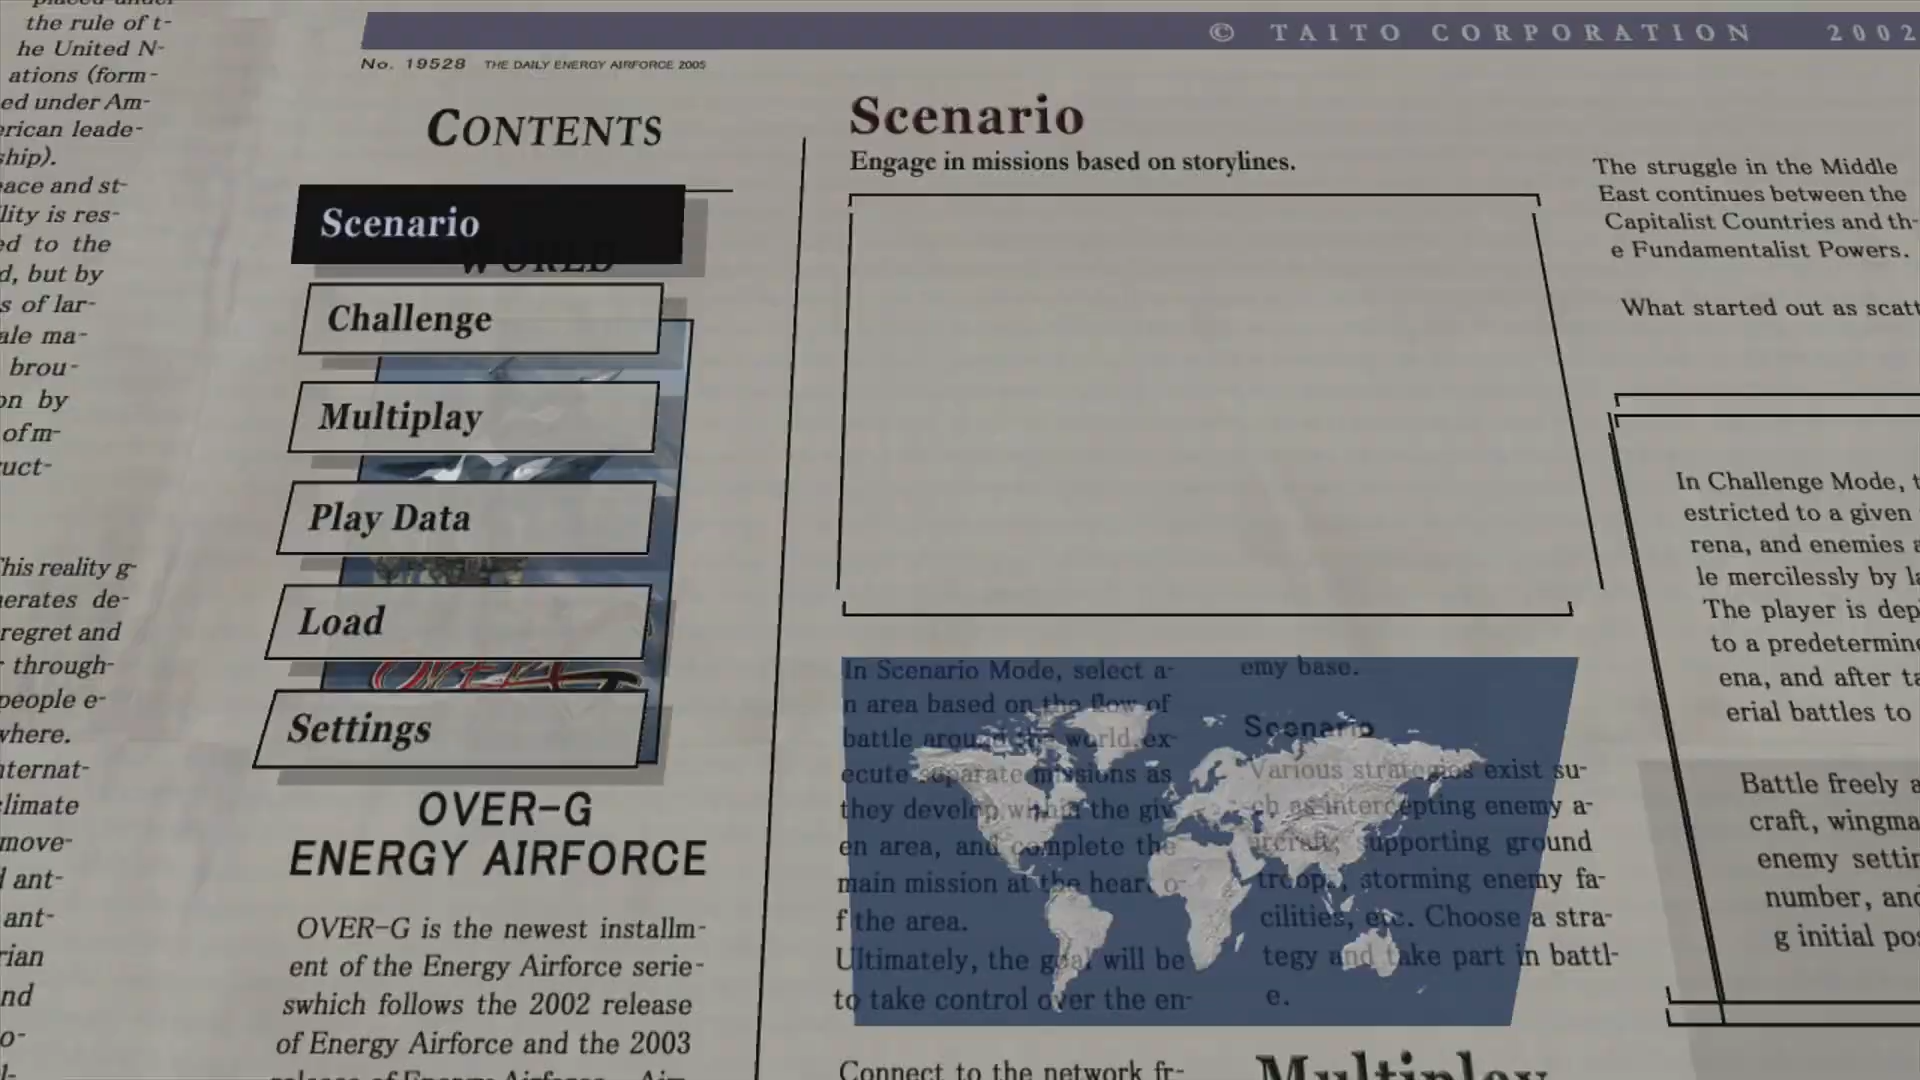 the rule of t-
he United N-
ations (form-
ed under Am-
erican leade-
ship).
ace and st-
lity is res-
ed to the
d, but by
s of lar-
ale ma-
brou-
on by
of m-
uct-
his reality g-
nerates de-
regret and
through-
people e-
where.
nternat-
climate
move-
ant-
ant-
rian
nd
o-
l-
© TAITO CORPORATION 2002
No. 19528 THE DAILY ENERGY AIRFORCE 2005
CONTENTS
Scenario
WORLD
Challenge
Multiplay
Play Data
Load
Settings
OVER-G
ENERGY AIRFORCE
OVER-G is the newest installm-
ent of the Energy Airforce serie-
swhich follows the 2002 release
of Energy Airforce and the 2003
release of Energy Airforce
Scenario
Engage in missions based on storylines.
In Scenario Mode, select a-
n area based on the flow of
battle around the world, ex-
ecute separate missions as
they develop within the giv
en area, and complete the
main mission at the heart o-
f the area.
Ultimately, the goal will be
to take control over the en-
emy base.
Scenario
Various strategies exist su-
ch as intercepting enemy a-
ircraft, supporting ground
troops, storming enemy fa-
cilities, etc. Choose a stra-
tegy and take part in battl-
e.
Connect to the network fr-
Multiplay
The struggle in the Middle
East continues between the
Capitalist Countries and th-
e Fundamentalist Powers.
What started out as scatt
In Challenge Mode, t
estricted to a given
rena, and enemies a
le mercilessly by la
The player is dep
to a predetermine
ena, and after ta
erial battles to
Battle freely a
craft, wingma
enemy settin
number, and
g initial pos